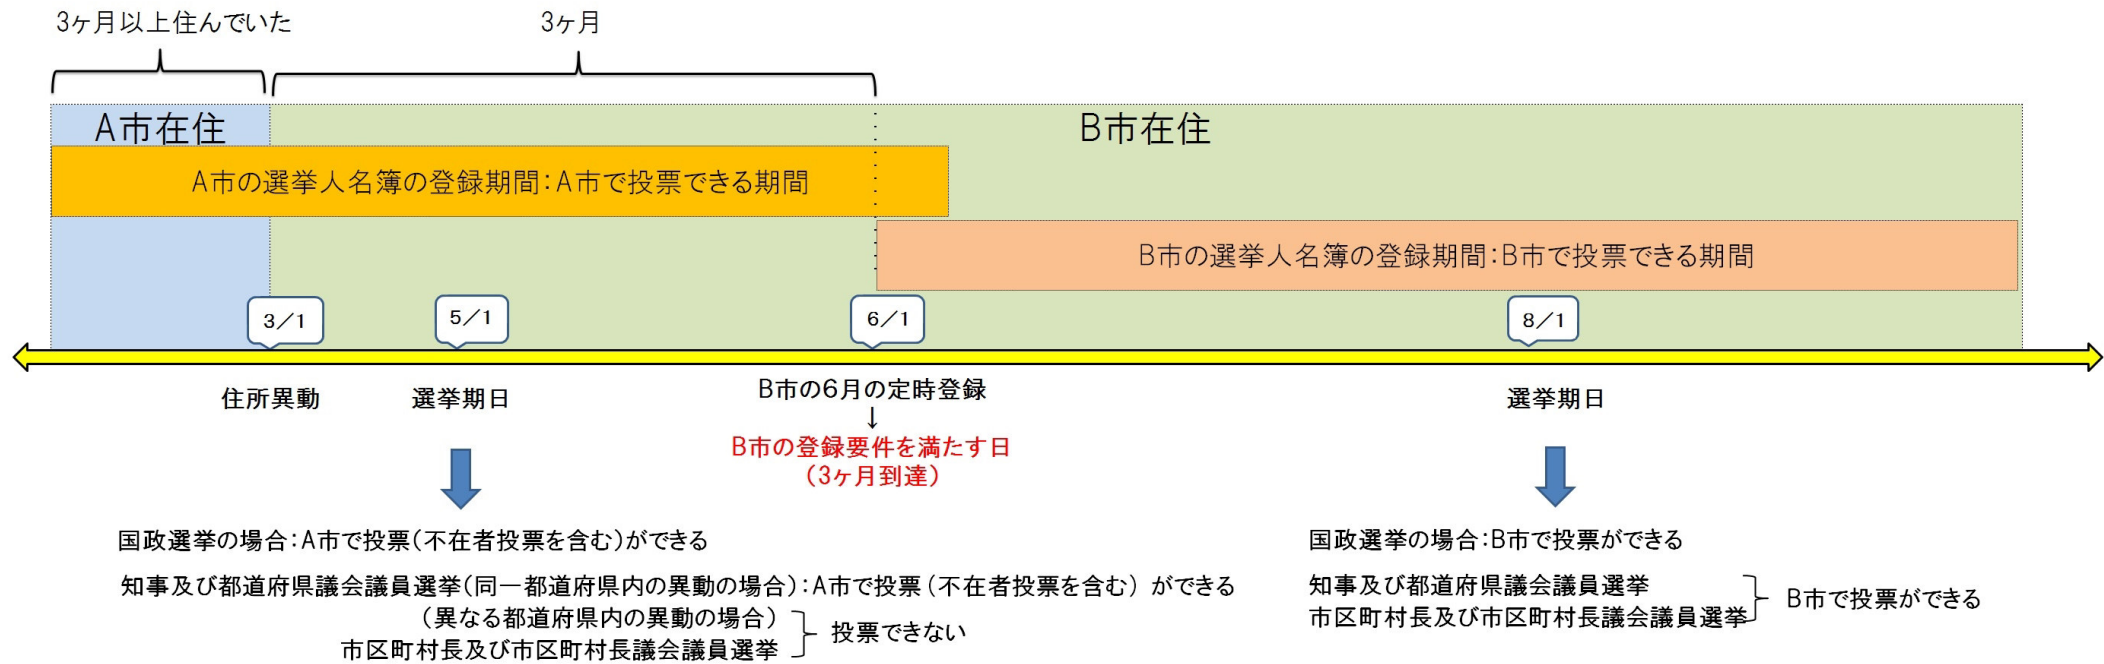 3ヶ月以上住んでいた
3ヶ月
A市在住
B市在住
A市の選挙人名簿の登録期間：A市で投票できる期間
B市の選挙人名簿の登録期間：B市で投票できる期間
3／1
5／1
6／1
8／1
住所異動
選挙期日
B市の6月の定時登録
↓
B市の登録要件を満たす日
（3ヶ月到達）
選挙期日
国政選挙の場合：A市で投票（不在者投票を含む）ができる
知事及び都道府県議会議員選挙（同一都道府県内の異動の場合）：A市で投票（不在者投票を含む）ができる
（異なる都道府県内の異動の場合）
市区町村長及び市区町村長議会議員選挙
投票できない
国政選挙の場合：B市で投票ができる
知事及び都道府県議会議員選挙
市区町村長及び市区町村長議会議員選挙
B市で投票ができる